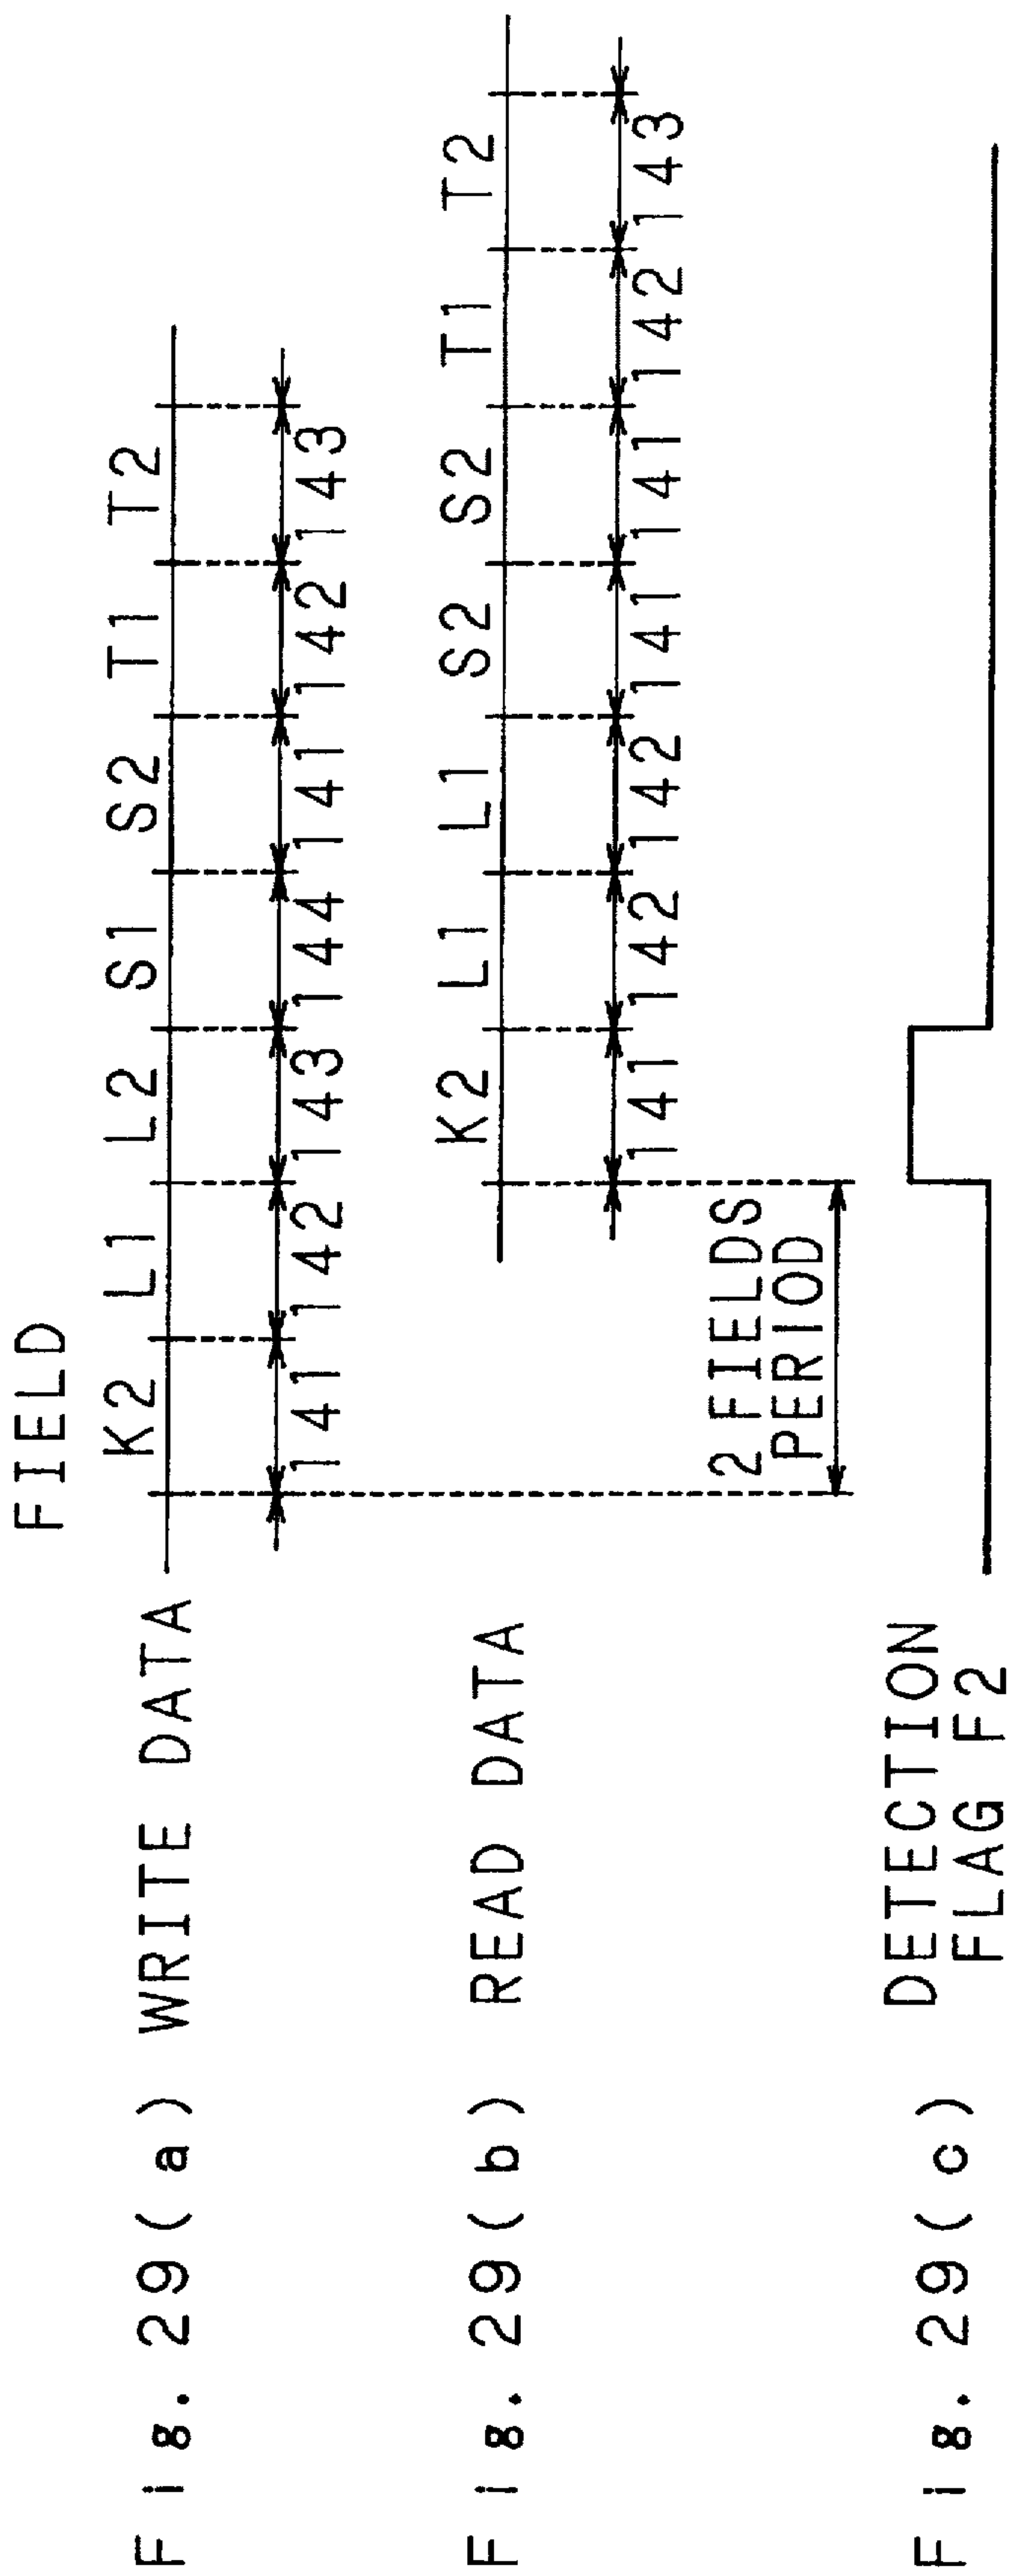 FIELD
Fig. 29(a) WRITE DATA K2 L1 L2 S1 S2 T1 T2
141 142 143 144 141 142 143
Fig. 29(b) READ DATA K2 L1 L1 S2 S2 T1 T2
141 142 142 141 141 142 143
2 FIELDS
PERIOD
Fig. 29(c) DETECTION
FLAG F2